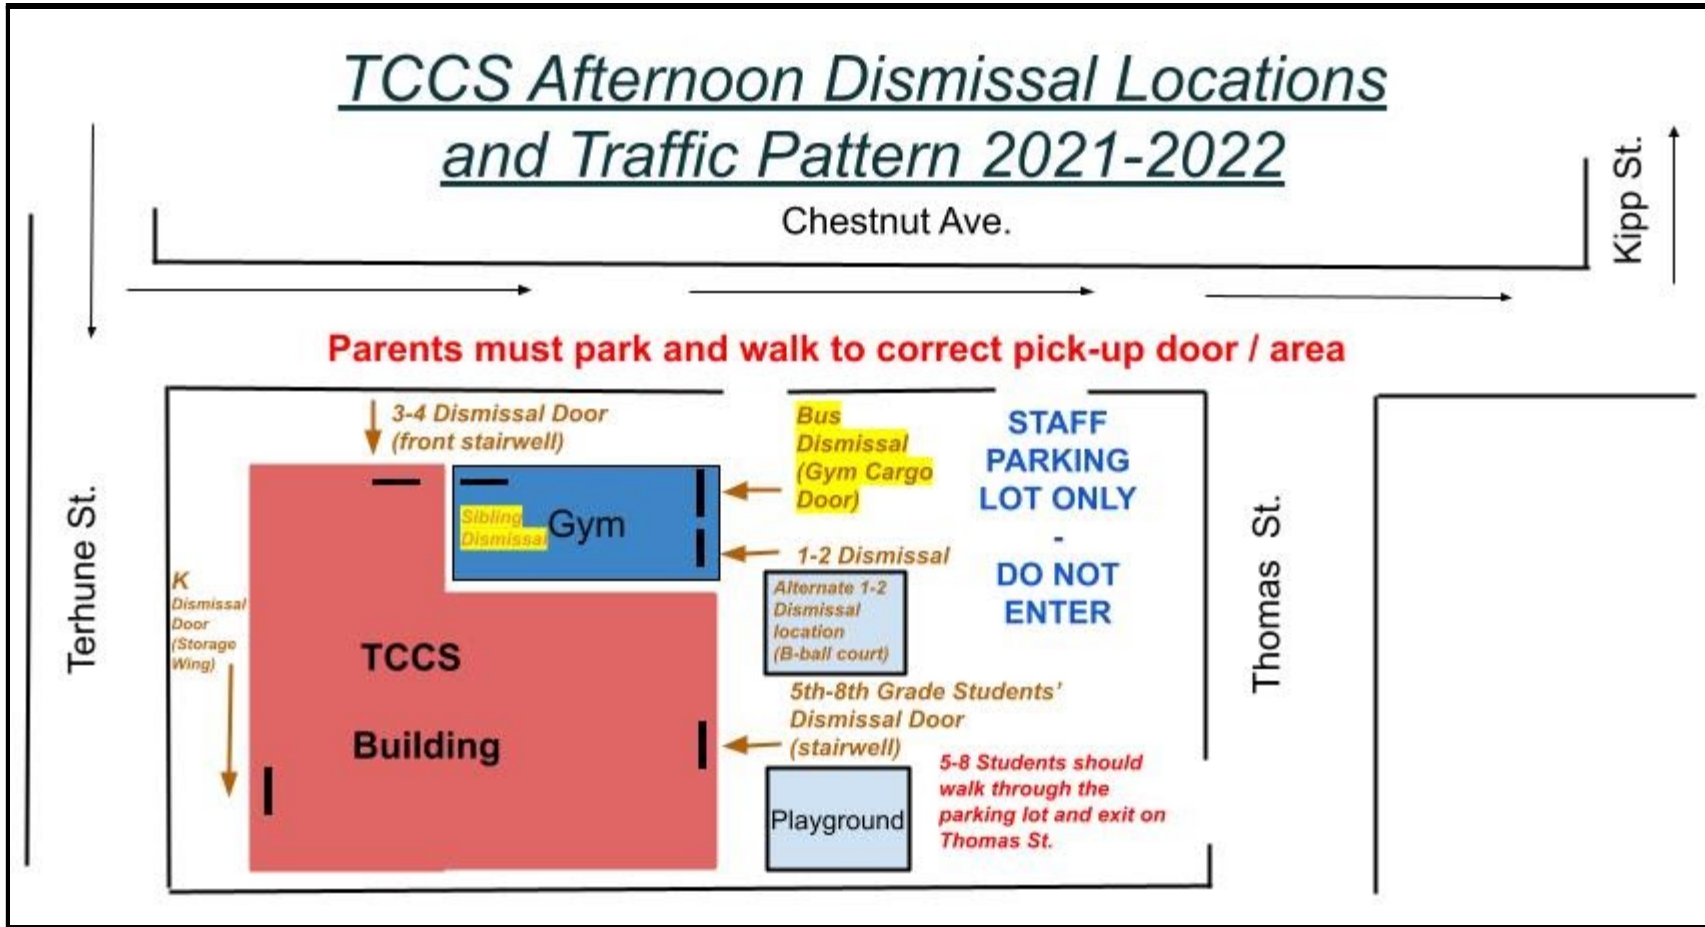 TCCS Afternoon Dismissal Locations
and Traffic Pattern 2021-2022
Chestnut Ave.
Kipp St.
Parents must park and walk to correct pick-up door / area
3-4 Dismissal Door
(front stairwell)
Bus
Dismissal
(Gym Cargo
Door)
STAFF
PARKING
LOT ONLY
-
DO NOT
ENTER
Terhune St.
Sibling
Dismissal
Gym
1-2 Dismissal
Thomas St.
K
Dismissal
Door
(Storage
Wing)
Alternate 1-2
Dismissal
location
(B-ball court)
TCCS
Building
5th-8th Grade Students'
Dismissal Door
(stairwell)
5-8 Students should
walk through the
parking lot and exit on
Thomas St.
Playground